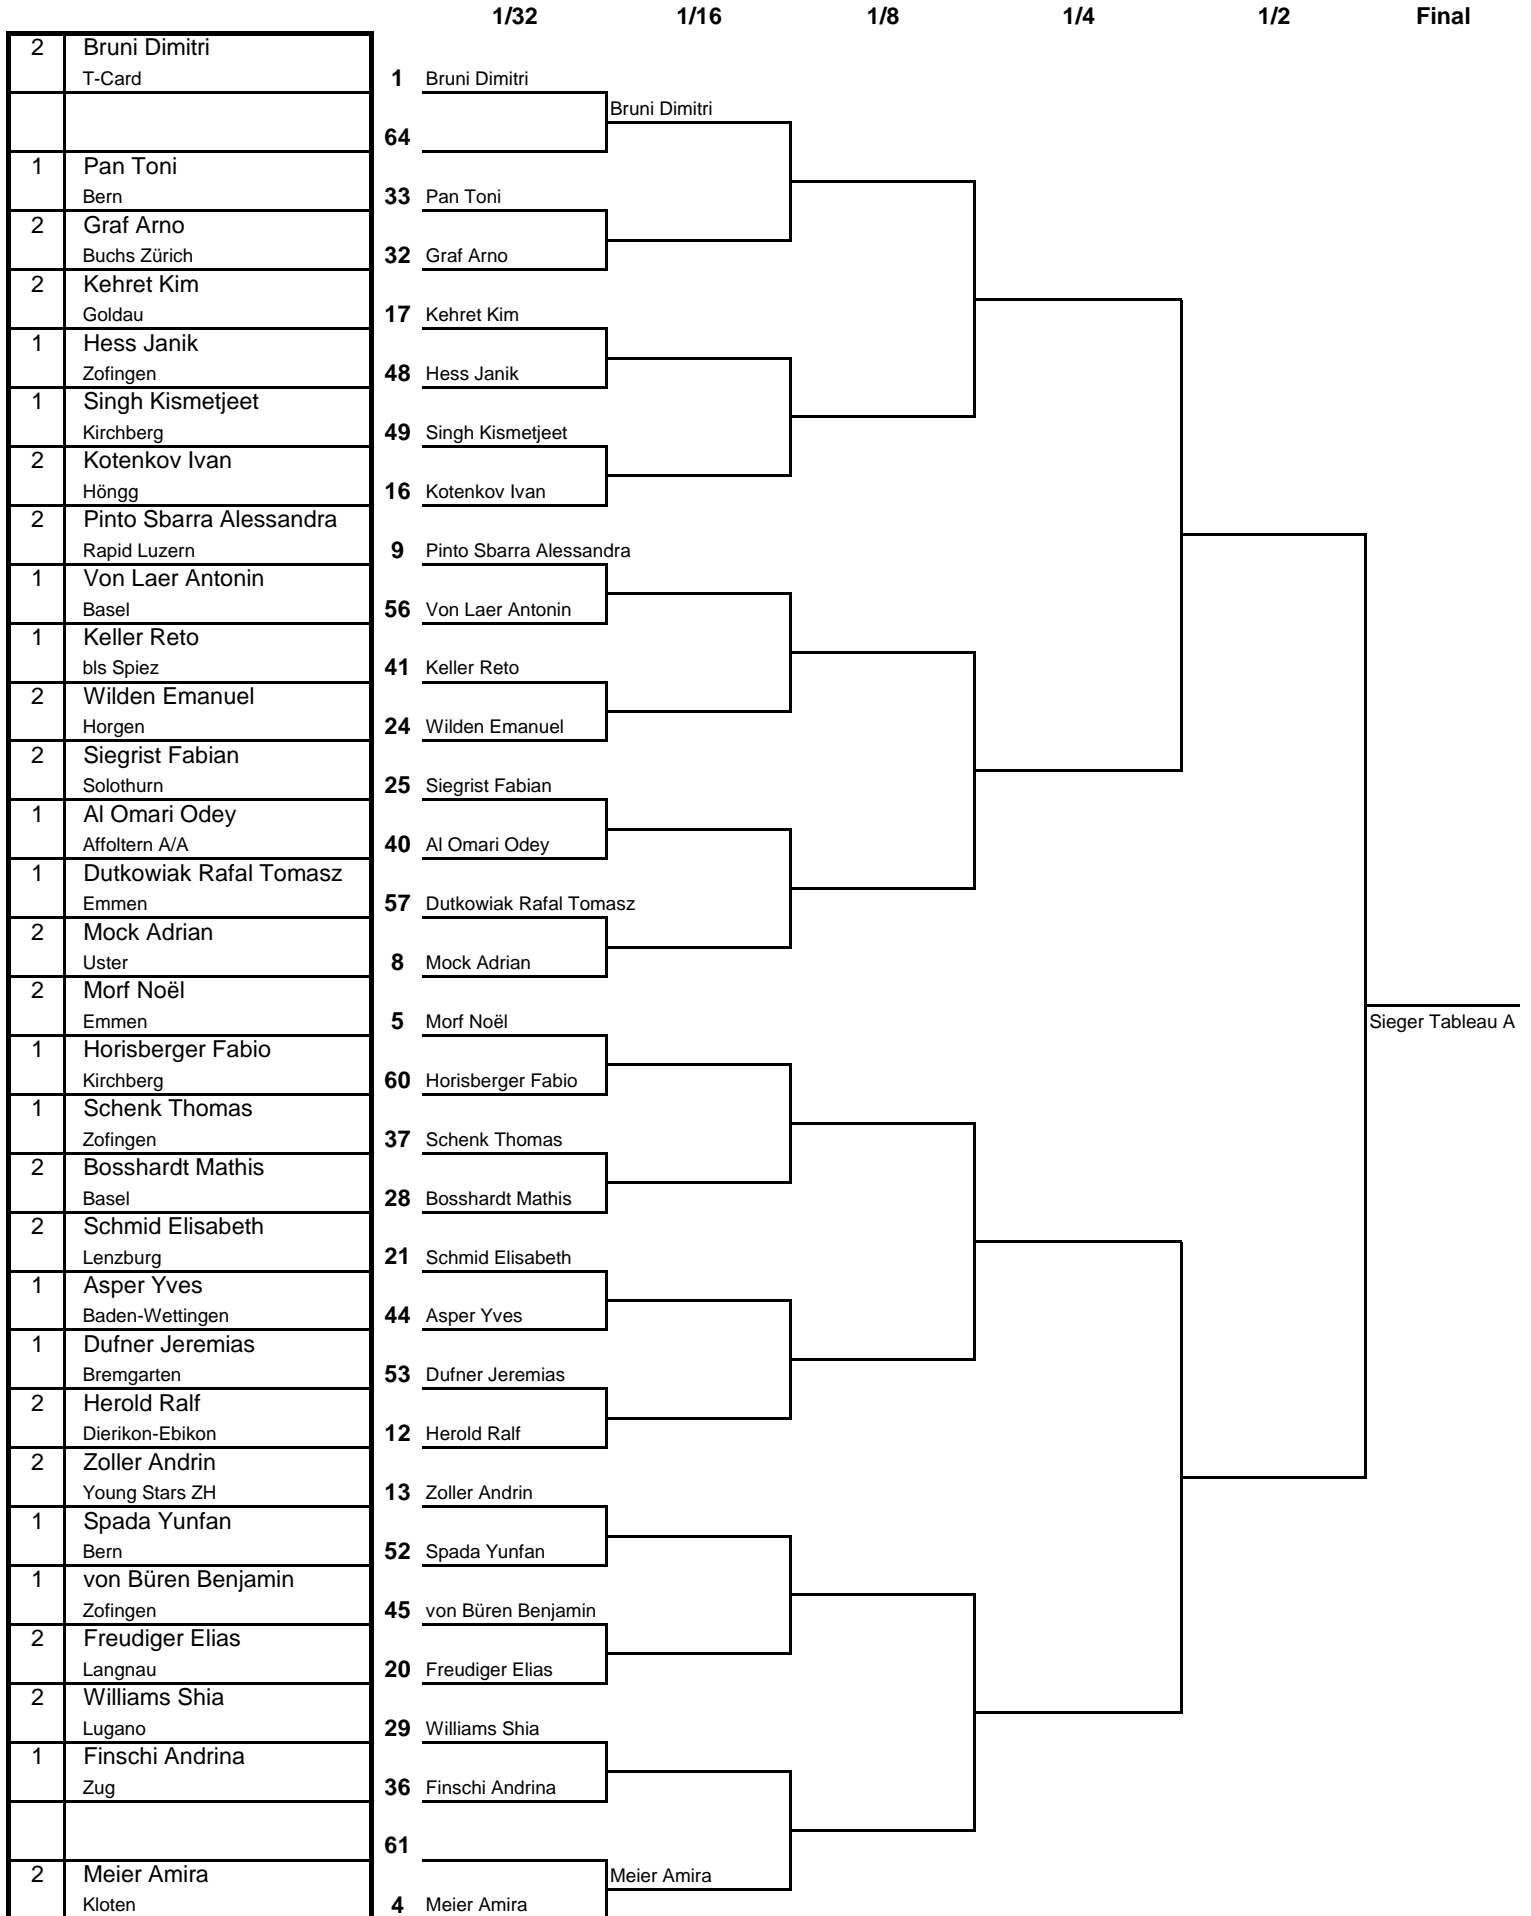 1/32 1/16 1/8 1/4 1/2 Final
2 Bruni Dimitri
T-Card 1 Bruni Dimitri
Bruni Dimitri
64
1 Pan Toni
Bern 33 Pan Toni
2 Graf Arno
Buchs Zürich 32 Graf Arno
2 Kehret Kim
Goldau 17 Kehret Kim
1 Hess Janik
Zofingen 48 Hess Janik
1 Singh Kismetjeet
Kirchberg 49 Singh Kismetjeet
2 Kotenkov Ivan
Höngg 16 Kotenkov Ivan
2 Pinto Sbarra Alessandra
Rapid Luzern 9 Pinto Sbarra Alessandra
1 Von Laer Antonin
Basel 56 Von Laer Antonin
1 Keller Reto
bls Spiez 41 Keller Reto
2 Wilden Emanuel
Horgen 24 Wilden Emanuel
2 Siegrist Fabian
Solothurn 25 Siegrist Fabian
1 Al Omari Odey
Affoltern A/A 40 Al Omari Odey
1 Dutkowiak Rafal Tomasz
Emmen 57 Dutkowiak Rafal Tomasz
2 Mock Adrian
Uster 8 Mock Adrian
2 Morf Noël
Emmen 5 Morf Noël
Sieger Tableau A
1 Horisberger Fabio
Kirchberg 60 Horisberger Fabio
1 Schenk Thomas
Zofingen 37 Schenk Thomas
2 Bosshardt Mathis
Basel 28 Bosshardt Mathis
2 Schmid Elisabeth
Lenzburg 21 Schmid Elisabeth
1 Asper Yves
Baden-Wettingen 44 Asper Yves
1 Dufner Jeremias
Bremgarten 53 Dufner Jeremias
2 Herold Ralf
Dierikon-Ebikon 12 Herold Ralf
2 Zoller Andrin
Young Stars ZH 13 Zoller Andrin
1 Spada Yunfan
Bern 52 Spada Yunfan
1 von Büren Benjamin
Zofingen 45 von Büren Benjamin
2 Freudiger Elias
Langnau 20 Freudiger Elias
2 Williams Shia
Lugano 29 Williams Shia
1 Finschi Andrina
Zug 36 Finschi Andrina
61
2 Meier Amira Meier Amira
Kloten 4 Meier Amira